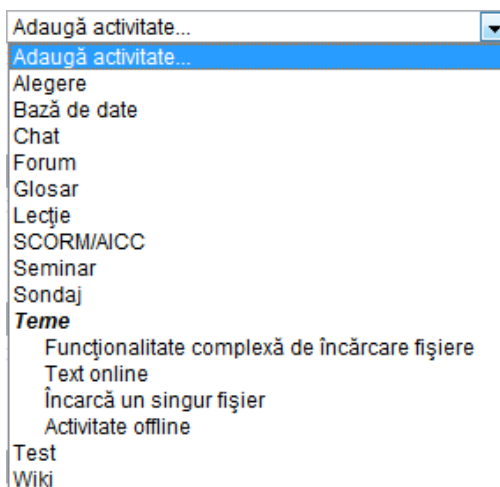 Adaugă activitate...
Adaugă activitate...
Alegere
Bază de date
Chat
Forum
Glosar
Lecţie
SCORM/AICC
Seminar
Sondaj
Teme
Funcţionalitate complexă de încărcare fişiere
Text online
Încarcă un singur fişier
Activitate offline
Test
Wiki